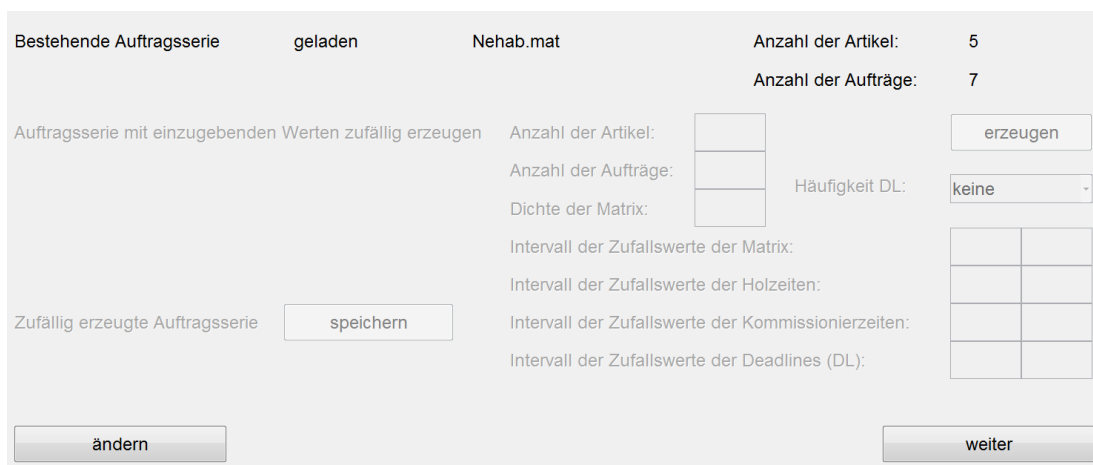 Bestehende Auftragsserie geladen Nehab.mat Anzahl der Artikel: 5
Anzahl der Aufträge: 7
Auftragsserie mit einzugebenden Werten zufällig erzeugen Anzahl der Artikel: erzeugen
Anzahl der Aufträge:
Häufigkeit DL: keine
Dichte der Matrix:
Intervall der Zufallswerte der Matrix:
Intervall der Zufallswerte der Holzeiten:
Zufällig erzeugte Auftragsserie speichern Intervall der Zufallswerte der Kommissionierzeiten:
Intervall der Zufallswerte der Deadlines (DL):
ändern weiter